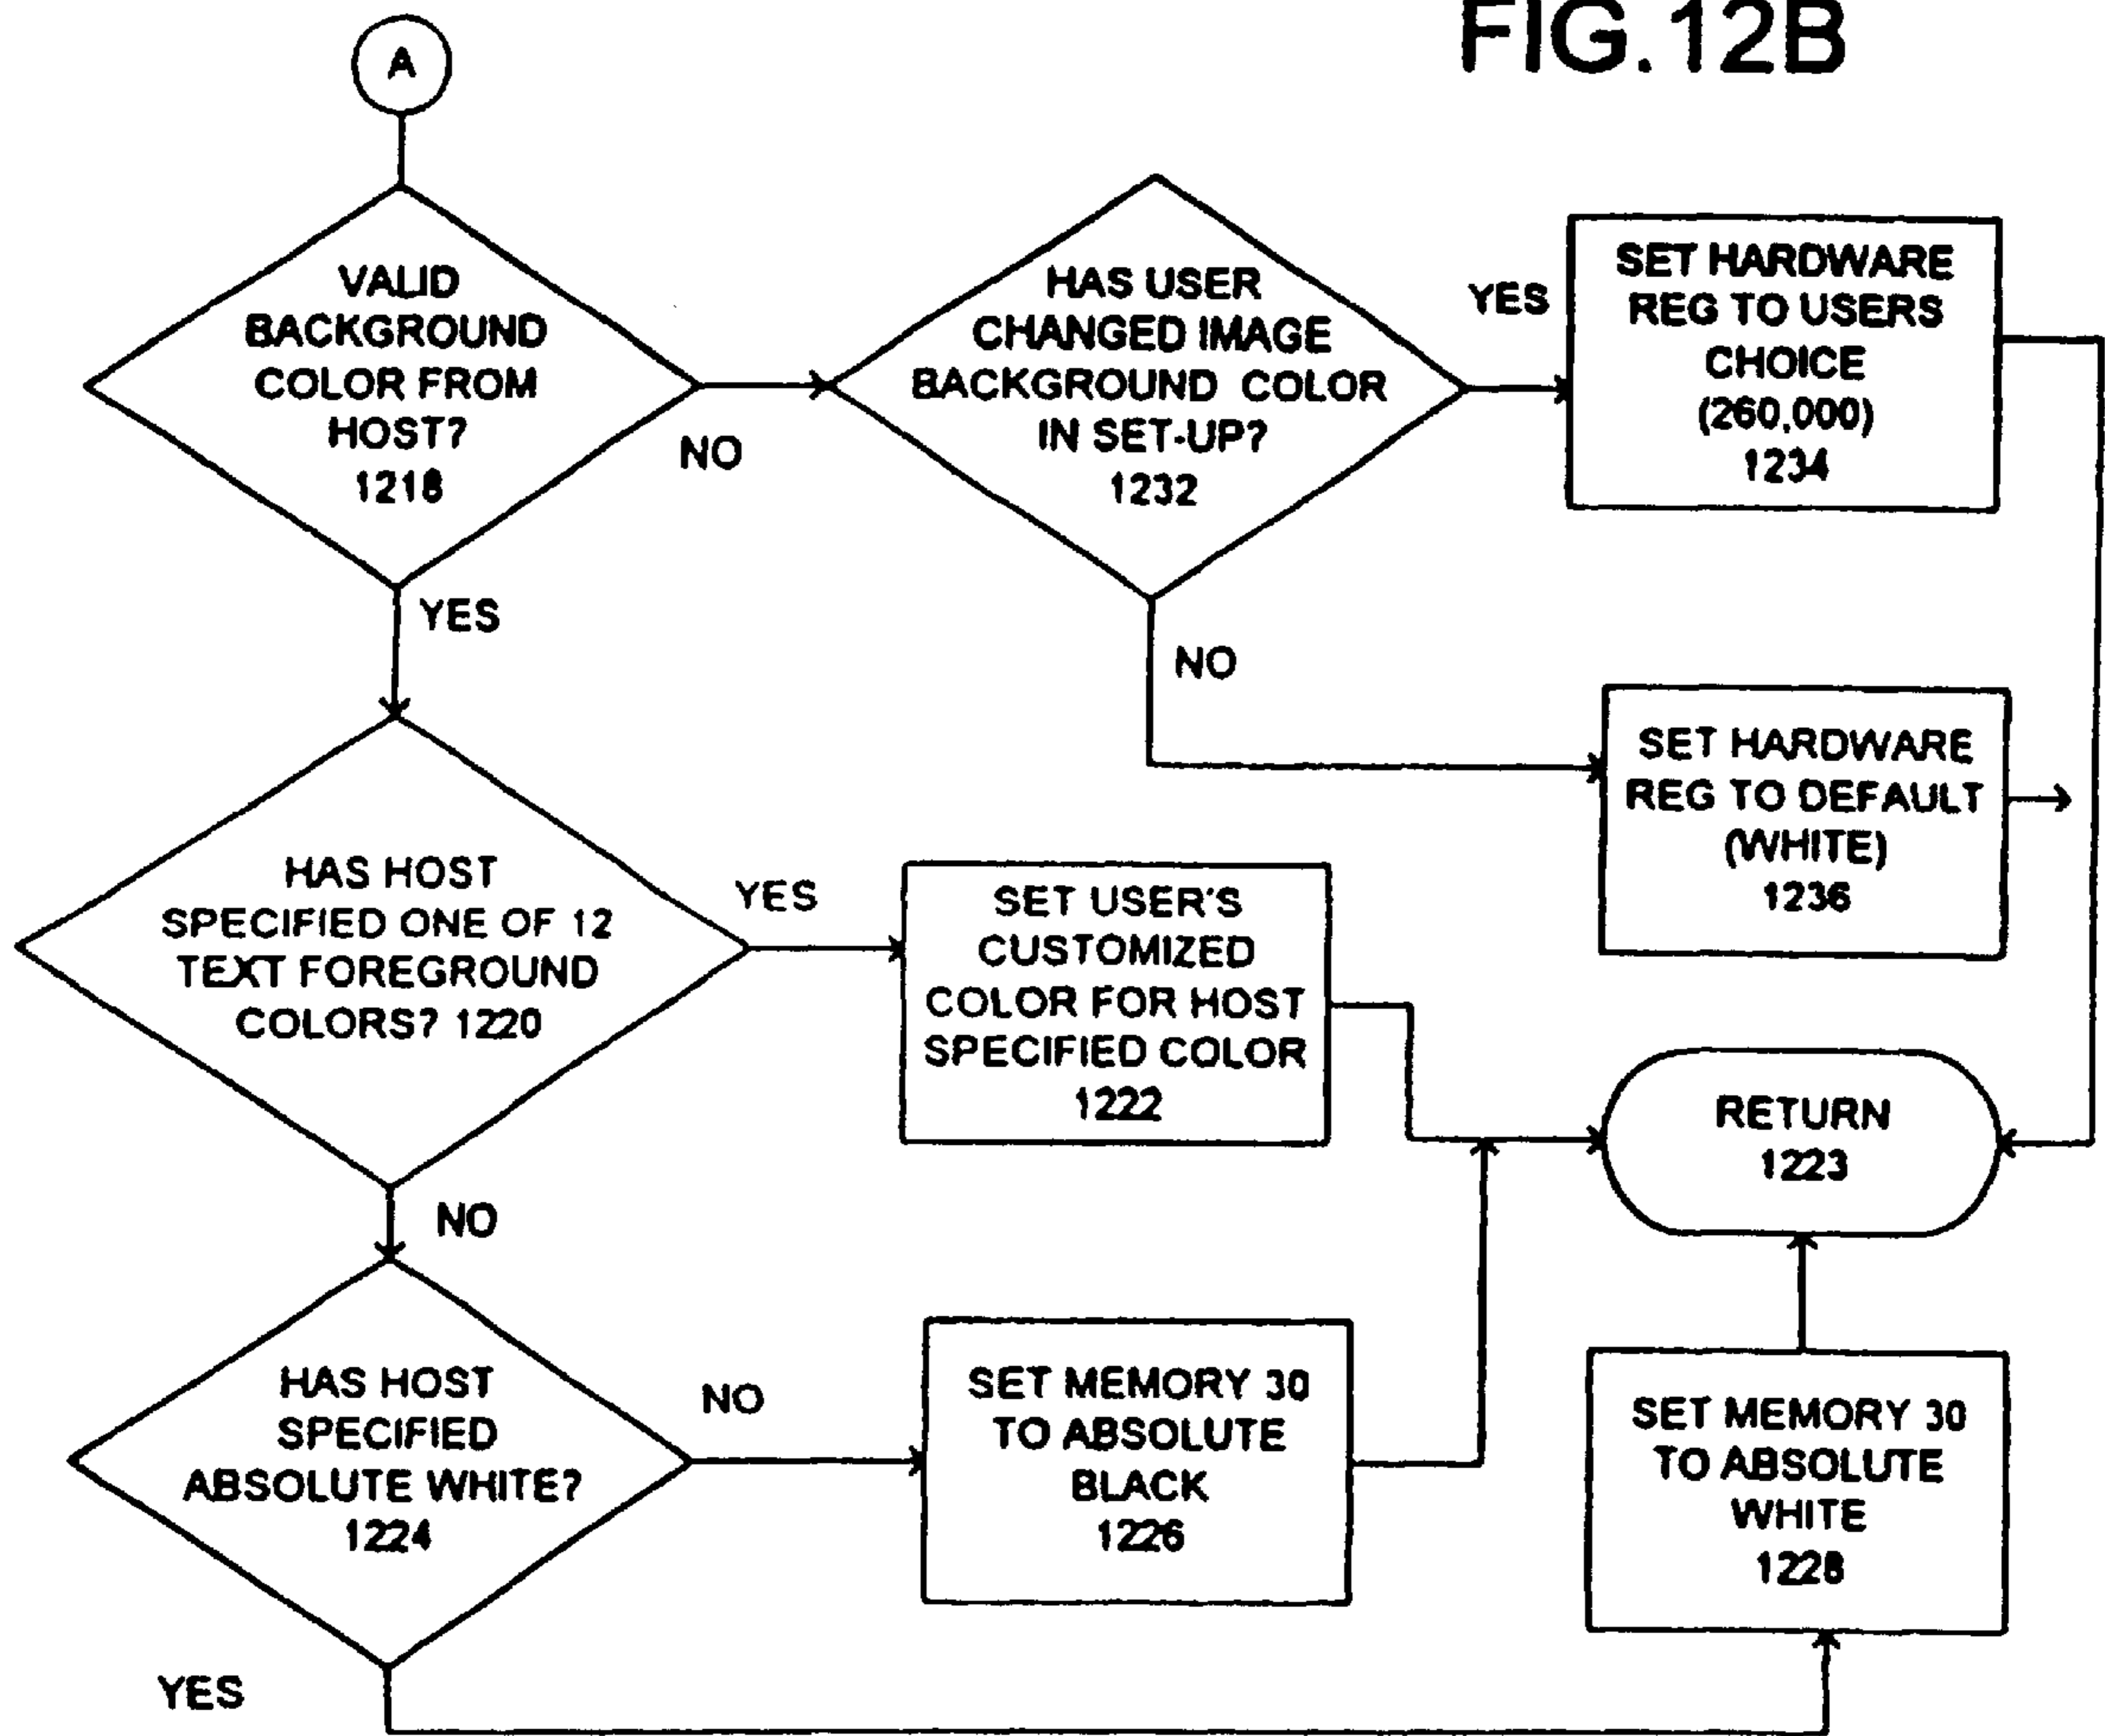 FIG.12B
A
VALID
BACKGROUND
COLOR FROM
HOST?
1218
NO
YES
HAS USER
CHANGED IMAGE
BACKGROUND COLOR
IN SET-UP?
1232
YES
NO
SET HARDWARE
REG TO USERS
CHOICE
(260,000)
1234
SET HARDWARE
REG TO DEFAULT
(WHITE)
1236
HAS HOST
SPECIFIED ONE OF 12
TEXT FOREGROUND
COLORS? 1220
YES
NO
SET USER'S
CUSTOMIZED
COLOR FOR HOST
SPECIFIED COLOR
1222
RETURN
1223
HAS HOST
SPECIFIED
ABSOLUTE WHITE?
1224
NO
YES
SET MEMORY 30
TO ABSOLUTE
BLACK
1226
SET MEMORY 30
TO ABSOLUTE
WHITE
1228